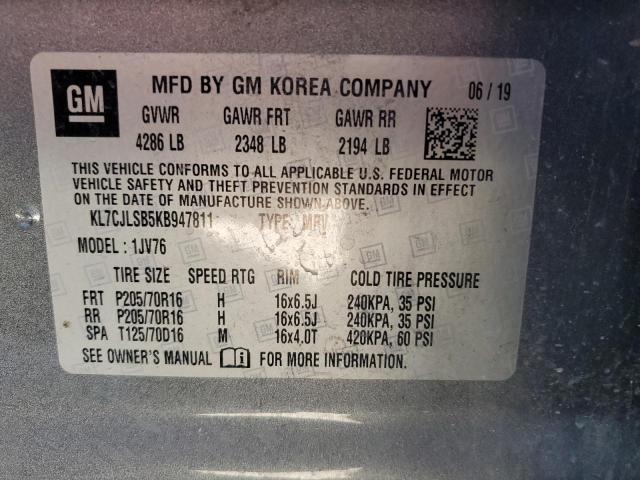 GM MFD BY GM KOREA COMPANY 06 / 19
GVWR GAWR FRT GAWR RR
4286 LB 2348 LB 2194 LB
THIS VEHICLE CONFORMS TO ALL APPLICABLE U.S. FEDERAL MOTOR
VEHICLE SAFETY AND THEFT PREVENTION STANDARDS IN EFFECT
ON THE DATE OF MANUFACTURE SHOWN ABOVE.
KL7CJLSB5KB947811 TYPE: MPV
MODEL : 1JV76
TIRE SIZE SPEED RTG RIM COLD TIRE PRESSURE
FRT P205/70R16 H 16x6.5J 240KPA, 35 PSI
RR P205/70R16 H 16x6.5J 240KPA, 35 PSI
SPA T125/70D16 M 16x4.0T 420KPA, 60 PSI
SEE OWNER'S MANUAL FOR MORE INFORMATION.